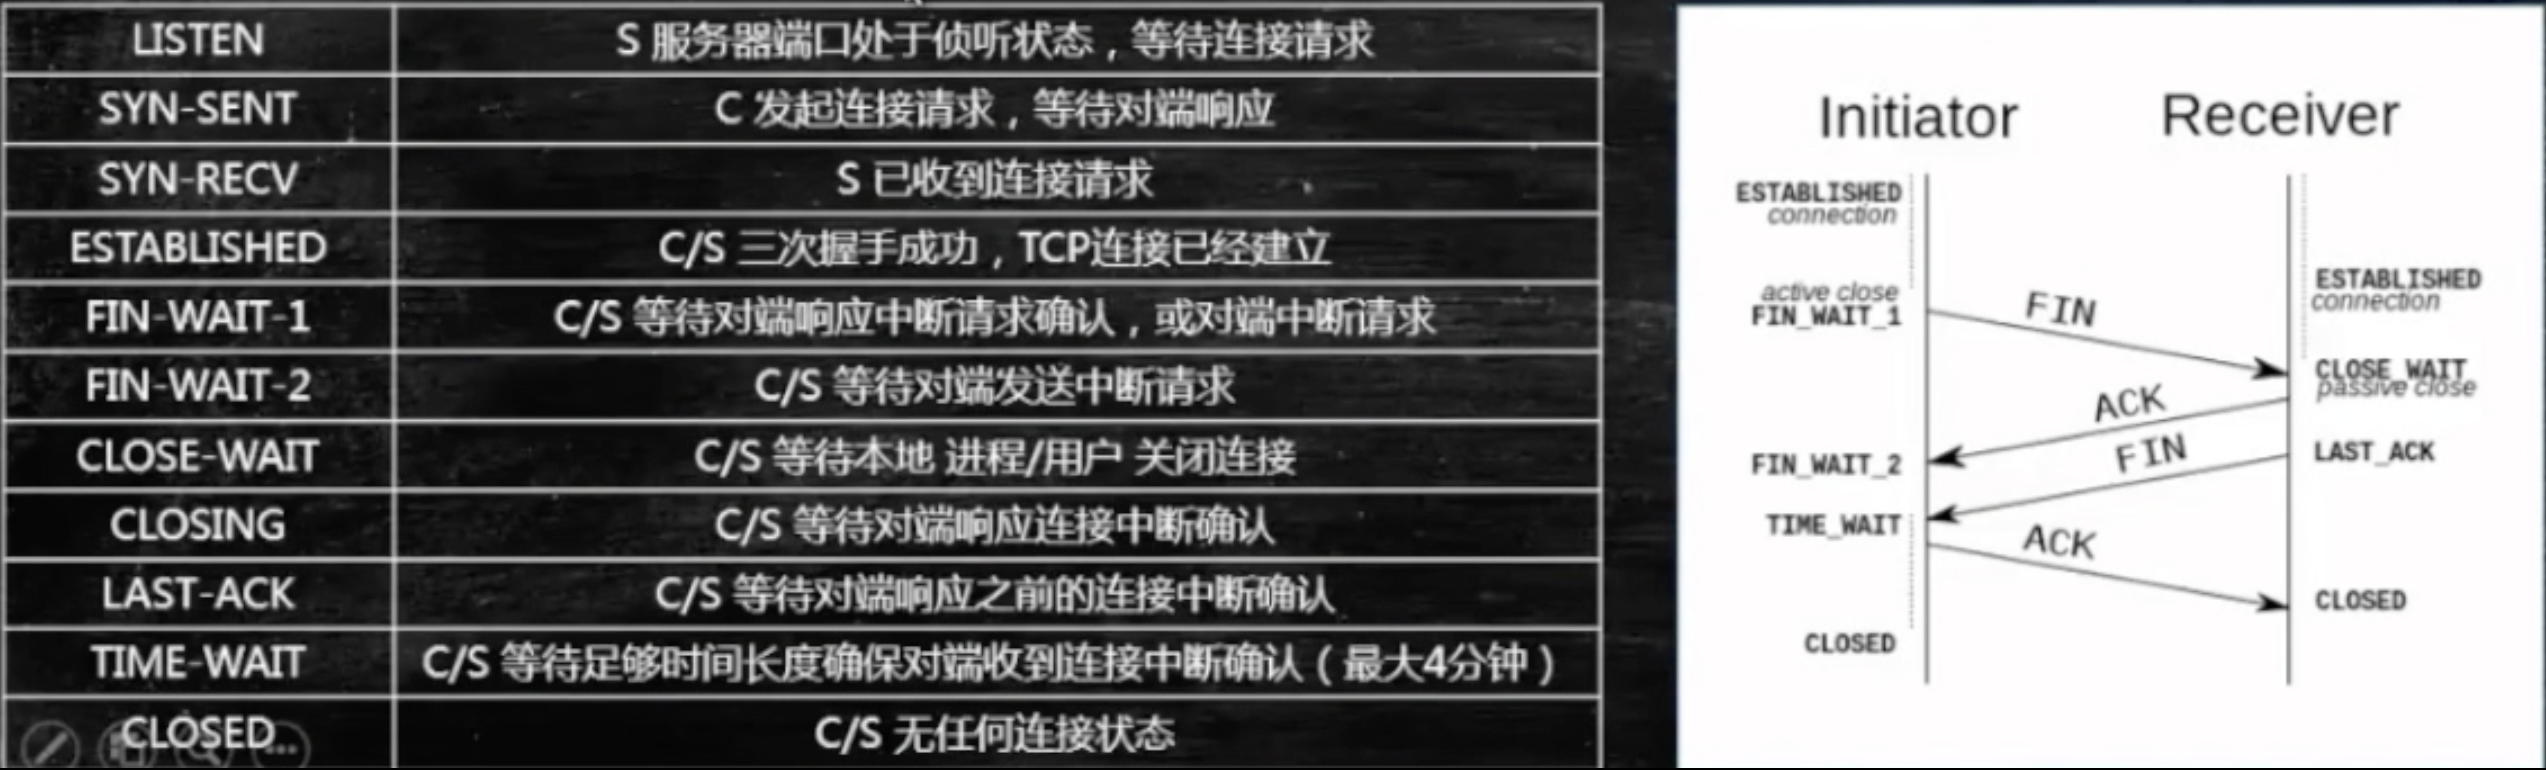 LISTEN S 服务器端口处于侦听状态，等待连接请求
SYN-SENT C 发起连接请求，等待对端响应
SYN-RECV S 已收到连接请求
ESTABLISHED C/S 三次握手成功，TCP连接已经建立
FIN-WAIT-1 C/S 等待对端响应中断请求确认，或对端中断请求
FIN-WAIT-2 C/S 等待对端发送中断请求
CLOSE-WAIT C/S 等待本地 进程/用户 关闭连接
CLOSING C/S 等待对端响应连接中断确认
LAST-ACK C/S 等待对端响应之前的连接中断确认
TIME-WAIT C/S 等待足够时间长度确保对端收到连接中断确认（最大4分钟）
CLOSED C/S 无任何连接状态
Initiator Receiver
ESTABLISHED
connection
ESTABLISHED
connection
active close
FIN_WAIT_1
FIN
CLOSE_WAIT
passive close
ACK
FIN_WAIT_2
FIN
LAST_ACK
TIME_WAIT
ACK
CLOSED
CLOSED